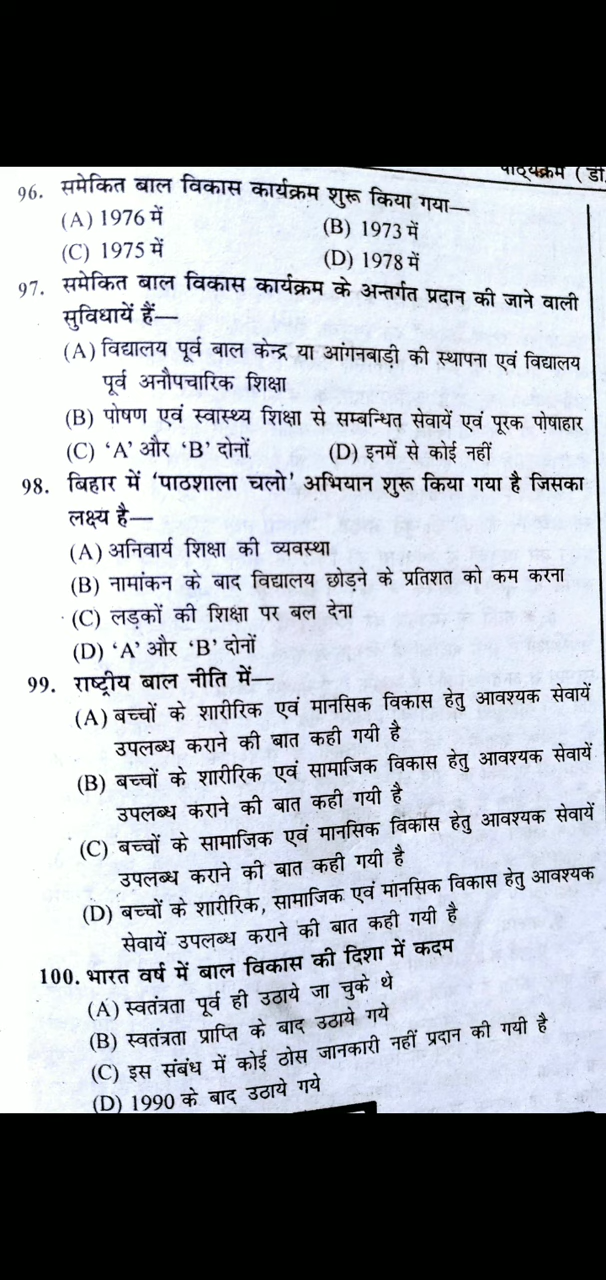 पाठ्यक्रम (डी.
96. समेकित बाल विकास कार्यक्रम शुरू किया गया—
(A) 1976 में (B) 1973 में
(C) 1975 में (D) 1978 में
97. समेकित बाल विकास कार्यक्रम के अन्तर्गत प्रदान की जाने वाली
सुविधायें हैं—
(A) विद्यालय पूर्व बाल केन्द्र या आंगनबाड़ी की स्थापना एवं विद्यालय
पूर्व अनौपचारिक शिक्षा
(B) पोषण एवं स्वास्थ्य शिक्षा से सम्बन्धित सेवायें एवं पूरक पोषाहार
(C) ‘A’ और ‘B’ दोनों (D) इनमें से कोई नहीं
98. बिहार में ‘पाठशाला चलो’ अभियान शुरू किया गया है जिसका
लक्ष्य है—
(A) अनिवार्य शिक्षा की व्यवस्था
(B) नामांकन के बाद विद्यालय छोड़ने के प्रतिशत को कम करना
(C) लड़कों की शिक्षा पर बल देना
(D) ‘A’ और ‘B’ दोनों
99. राष्ट्रीय बाल नीति में—
(A) बच्चों के शारीरिक एवं मानसिक विकास हेतु आवश्यक सेवायें
उपलब्ध कराने की बात कही गयी है
(B) बच्चों के शारीरिक एवं सामाजिक विकास हेतु आवश्यक सेवायें
उपलब्ध कराने की बात कही गयी है
(C) बच्चों के सामाजिक एवं मानसिक विकास हेतु आवश्यक सेवायें
उपलब्ध कराने की बात कही गयी है
(D) बच्चों के शारीरिक, सामाजिक एवं मानसिक विकास हेतु आवश्यक
सेवायें उपलब्ध कराने की बात कही गयी है
100. भारत वर्ष में बाल विकास की दिशा में कदम
(A) स्वतंत्रता पूर्व ही उठाये जा चुके थे
(B) स्वतंत्रता प्राप्ति के बाद उठाये गये
(C) इस संबंध में कोई ठोस जानकारी नहीं प्रदान की गयी है
(D) 1990 के बाद उठाये गये